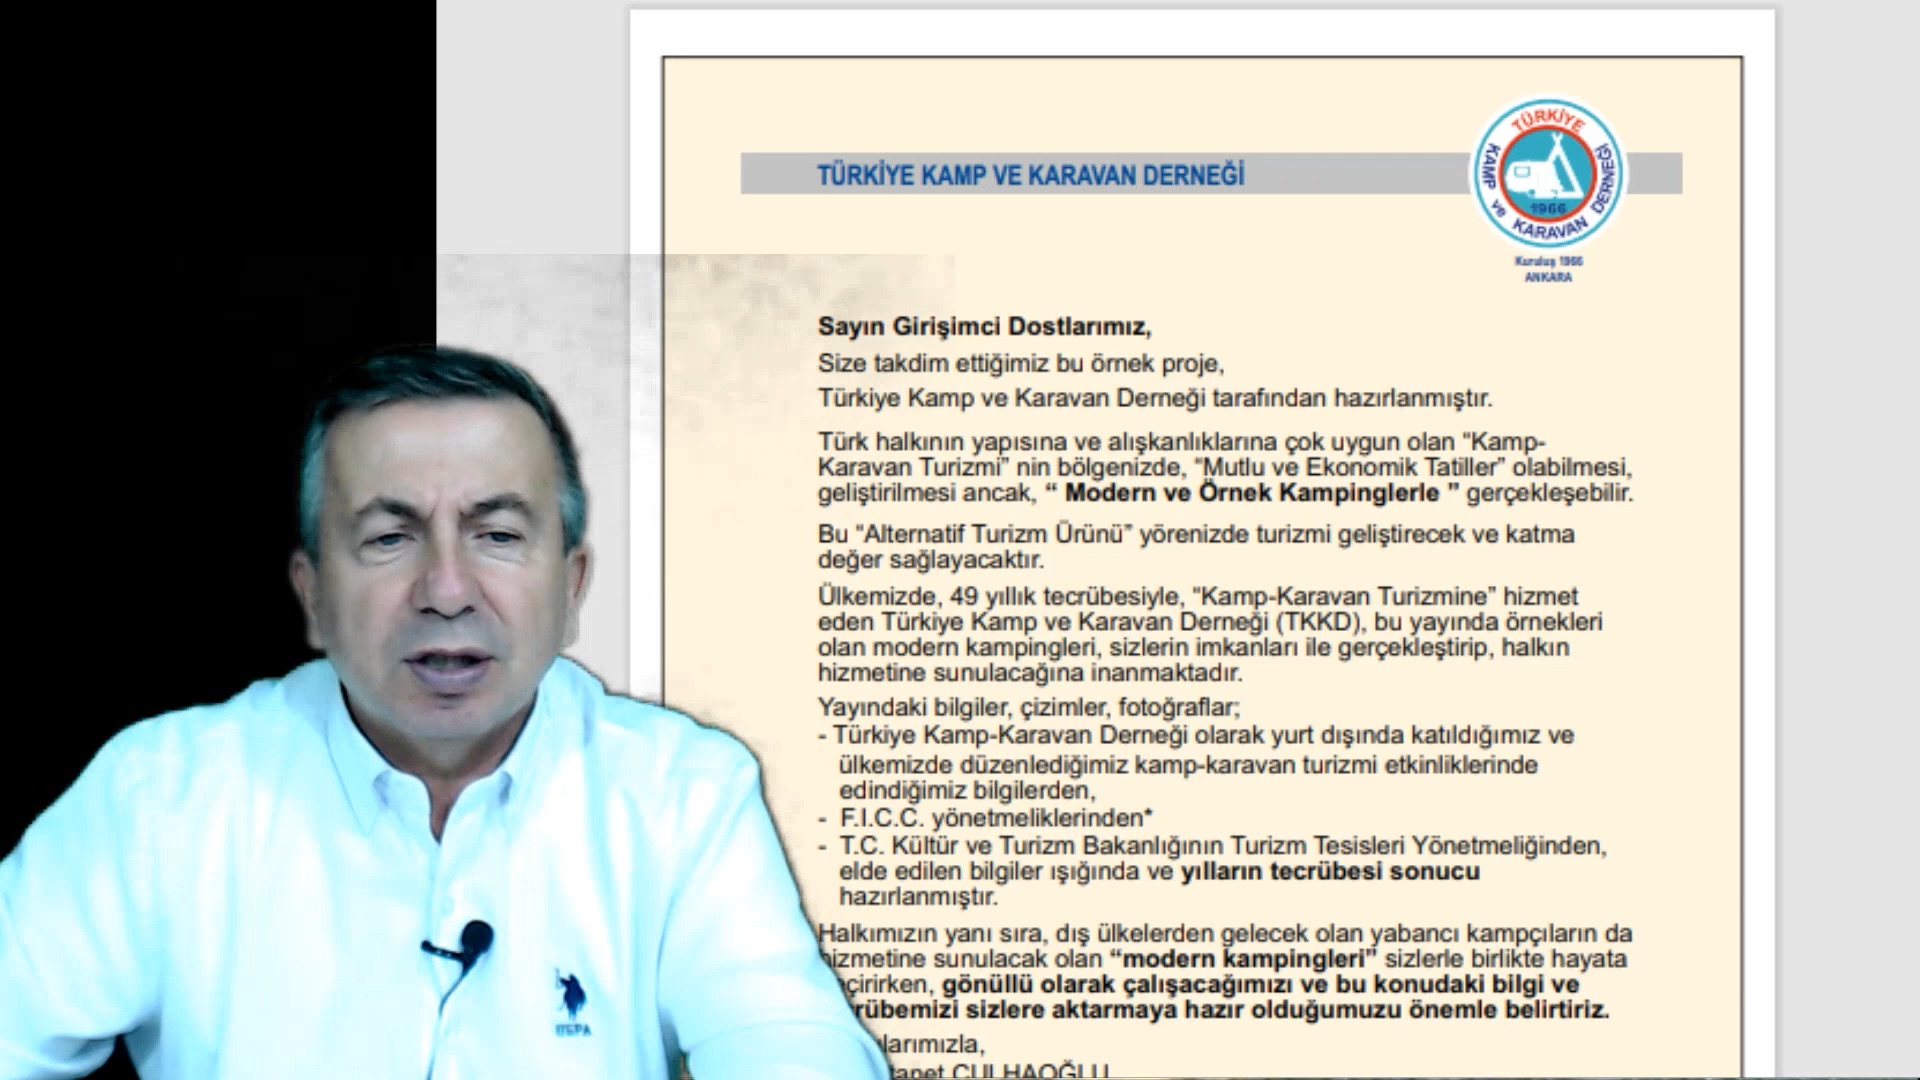 TÜRKİYE KAMP VE KARAVAN DERNEĞİ
TÜRKİYE
KAMP ve KARAVAN DERNEĞİ
1966
Kuruluş 1966
ANKARA
Sayın Girişimci Dostlarımız,
Size takdim ettiğimiz bu örnek proje,
Türkiye Kamp ve Karavan Derneği tarafından hazırlanmıştır.
Türk halkının yapısına ve alışkanlıklarına çok uygun olan “Kamp-
Karavan Turizmi” nin bölgenizde, “Mutlu ve Ekonomik Tatiller” olabilmesi,
geliştirilmesi ancak, “ Modern ve Örnek Kampinglerle ” gerçekleşebilir.
Bu “Alternatif Turizm Ürünü” yörenizde turizmi geliştirecek ve katma
değer sağlayacaktır.
Ülkemizde, 49 yıllık tecrübesiyle, “Kamp-Karavan Turizmine” hizmet
eden Türkiye Kamp ve Karavan Derneği (TKKD), bu yayında örnekleri
olan modern kampingleri, sizlerin imkanları ile gerçekleştirip, halkın
hizmetine sunulacağına inanmaktadır.
Yayındaki bilgiler, çizimler, fotoğraflar;
- Türkiye Kamp-Karavan Derneği olarak yurt dışında katıldığımız ve
ülkemizde düzenlediğimiz kamp-karavan turizmi etkinliklerinde
edindiğimiz bilgilerden,
- F.I.C.C. yönetmeliklerinden*
- T.C. Kültür ve Turizm Bakanlığının Turizm Tesisleri Yönetmeliğinden,
elde edilen bilgiler ışığında ve yılların tecrübesi sonucu
hazırlanmıştır.
Halkımızın yanı sıra, dış ülkelerden gelecek olan yabancı kampçıların da
izmetine sunulacak olan “modern kampingleri” sizlerle birlikte hayata
çirirken, gönüllü olarak çalışacağımızı ve bu konudaki bilgi ve
rübemizi sizlere aktarmaya hazır olduğumuzu önemle belirtiriz.
larımızla,
CULHAOĞLU
USPA